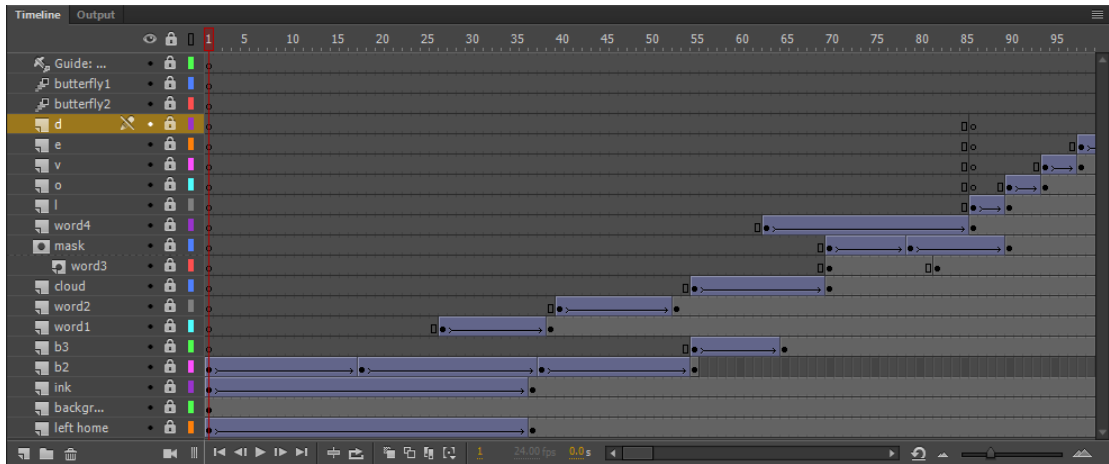 Timeline Output
1 5 10 15 20 25 30 35 40 45 50 55 60 65 70 75 80 85 90 95
Guide: ...
butterfly1
butterfly2
d
e
v
o
l
word4
mask
word3
cloud
word2
word1
b3
b2
ink
backgr...
left home
1 24.00 fps 0.0 s